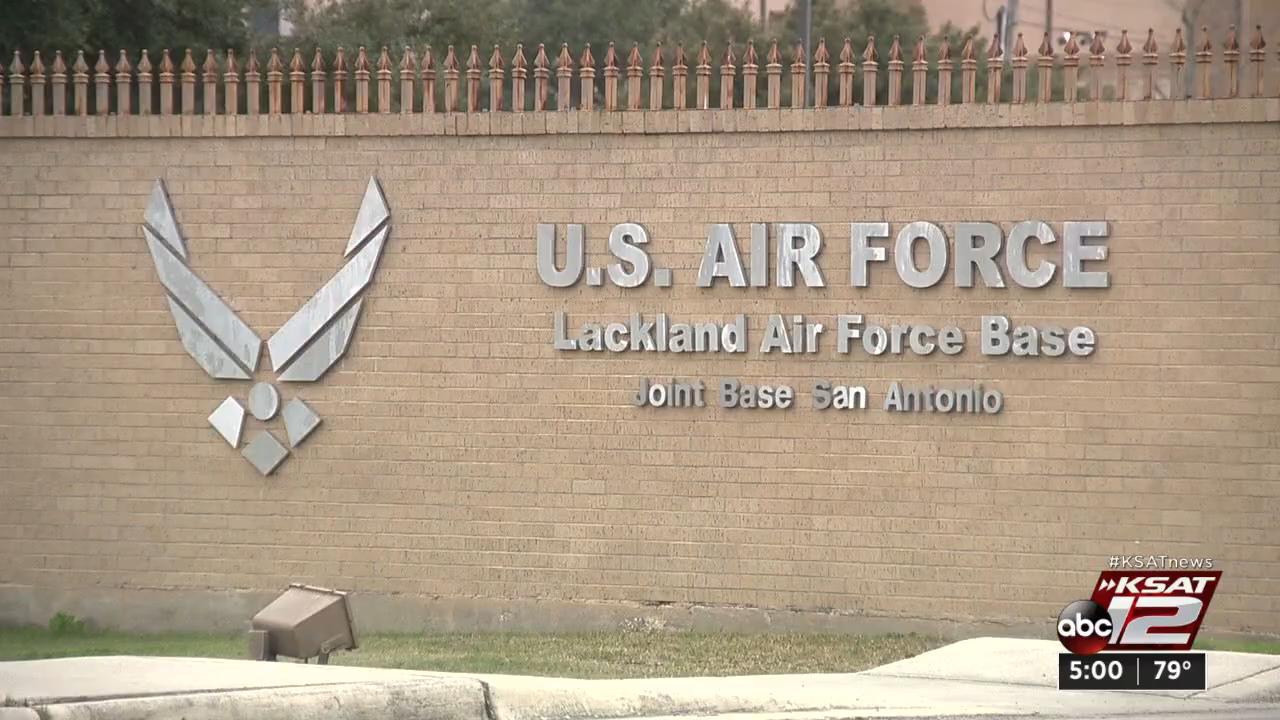 U.S. AIR FORCE
Lackland Air Force Base
Joint Base San Antonio
#KSATnews
KSAT
abc 12
5:00 79°